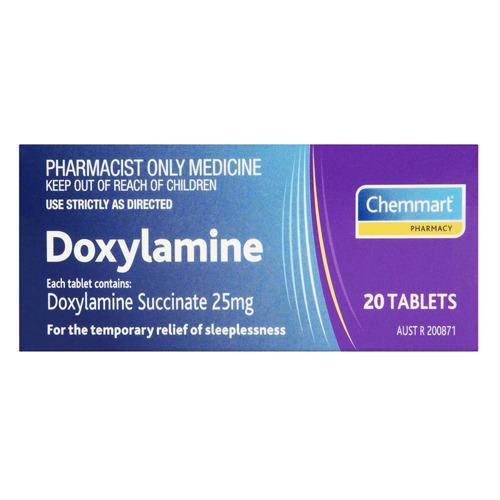 PHARMACIST ONLY MEDICINE
KEEP OUT OF REACH OF CHILDREN
USE STRICTLY AS DIRECTED
Doxylamine
Each tablet contains:
Doxylamine Succinate 25mg
For the temporary relief of sleeplessness
Chemmart
PHARMACY
20 TABLETS
AUST R 200871